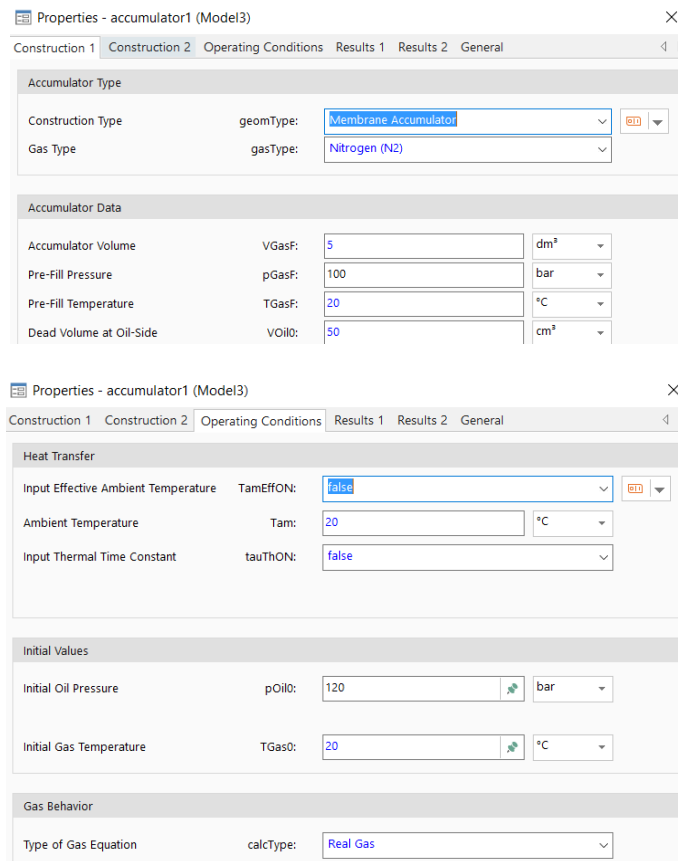 Properties - accumulator1 (Model3)
Construction 1 Construction 2 Operating Conditions Results 1 Results 2 General
Accumulator Type
Construction Type geomType: Membrane Accumulator
Gas Type gasType: Nitrogen (N2)
Accumulator Data
Accumulator Volume VGasF: 5 dm³
Pre-Fill Pressure pGasF: 100 bar
Pre-Fill Temperature TGasF: 20 °C
Dead Volume at Oil-Side VOil0: 50 cm³
Properties - accumulator1 (Model3)
Construction 1 Construction 2 Operating Conditions Results 1 Results 2 General
Heat Transfer
Input Effective Ambient Temperature TamEffON: false
Ambient Temperature Tam: 20 °C
Input Thermal Time Constant tauThON: false
Initial Values
Initial Oil Pressure pOil0: 120 bar
Initial Gas Temperature TGas0: 20 °C
Gas Behavior
Type of Gas Equation calcType: Real Gas